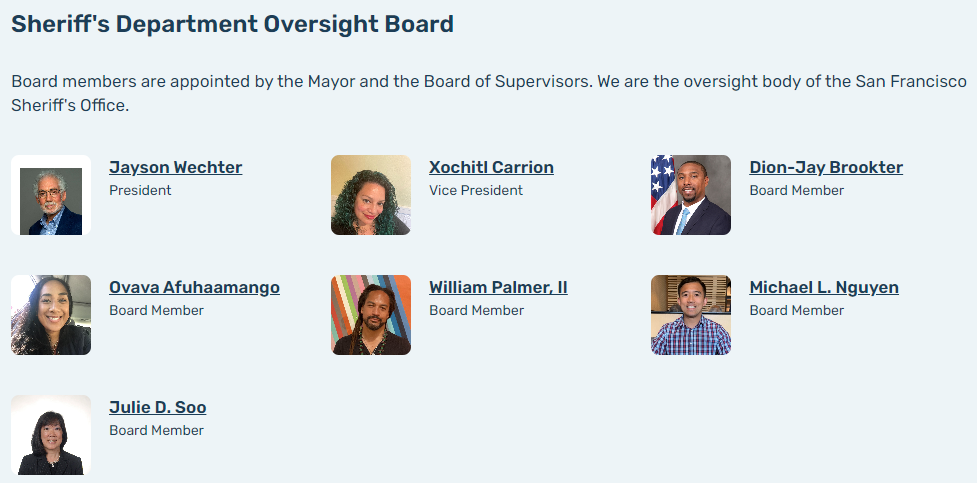 Sheriff's Department Oversight Board
Board members are appointed by the Mayor and the Board of Supervisors. We are the oversight body of the San Francisco
Sheriff's Office.
Jayson Wechter
President
Xochitl Carrion
Vice President
Dion-Jay Brookter
Board Member
Ovava Afuhaamango
Board Member
William Palmer, II
Board Member
Michael L. Nguyen
Board Member
Julie D. Soo
Board Member